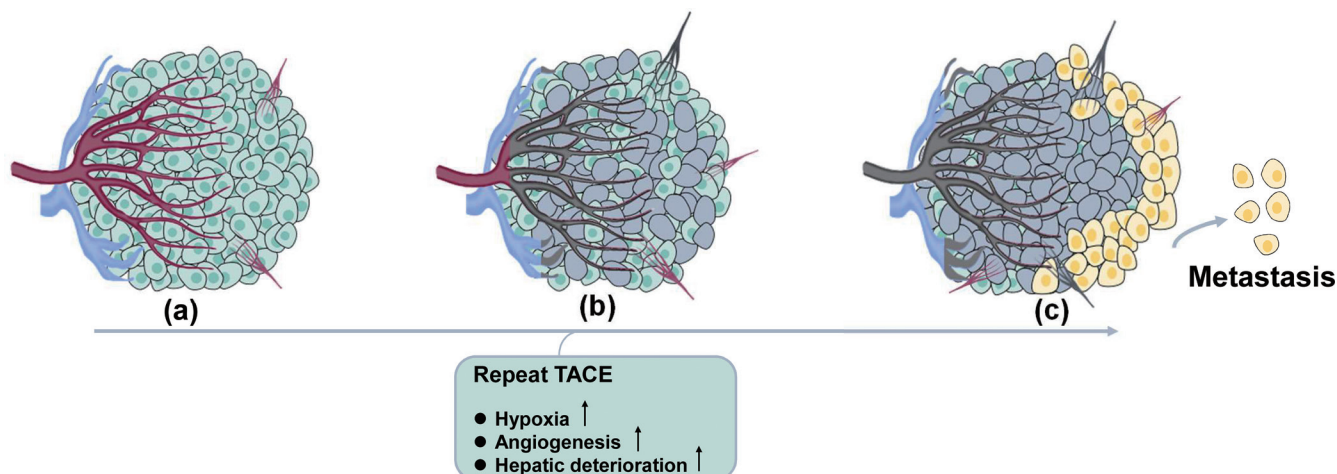 (a)
(b)
(c)
Metastasis
Repeat TACE
● Hypoxia ↑
● Angiogenesis ↑
● Hepatic deterioration ↑